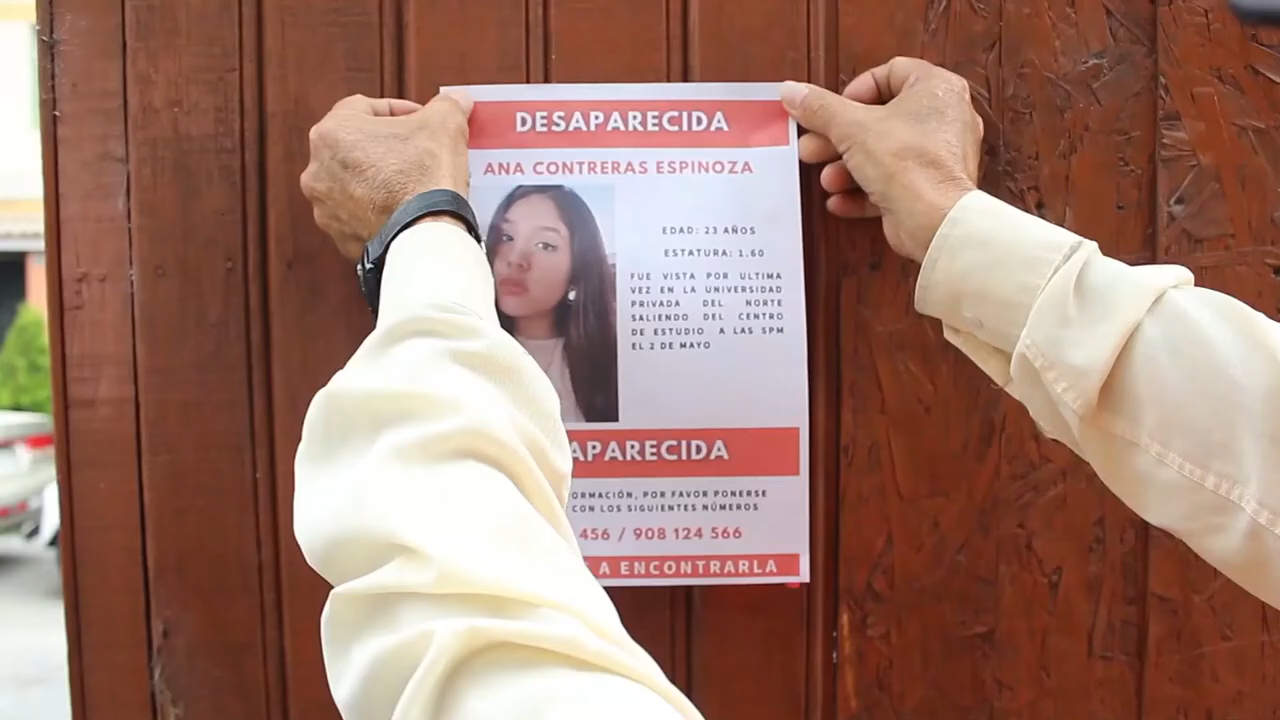 DESAPARECIDA
ANA CONTRERAS ESPINOZA
EDAD: 23 AÑOS
ESTATURA: 1.60
FUE VISTA POR ULTIMA
VEZ EN LA UNIVERSIDAD
PRIVADA DEL NORTE
SALIENDO DEL CENTRO
DE ESTUDIO A LAS 5PM
EL 2 DE MAYO
APARECIDA
ORMACIÓN, POR FAVOR PONERSE
CON LOS SIGUIENTES NÚMEROS
456 / 908 124 566
A ENCONTRARLA